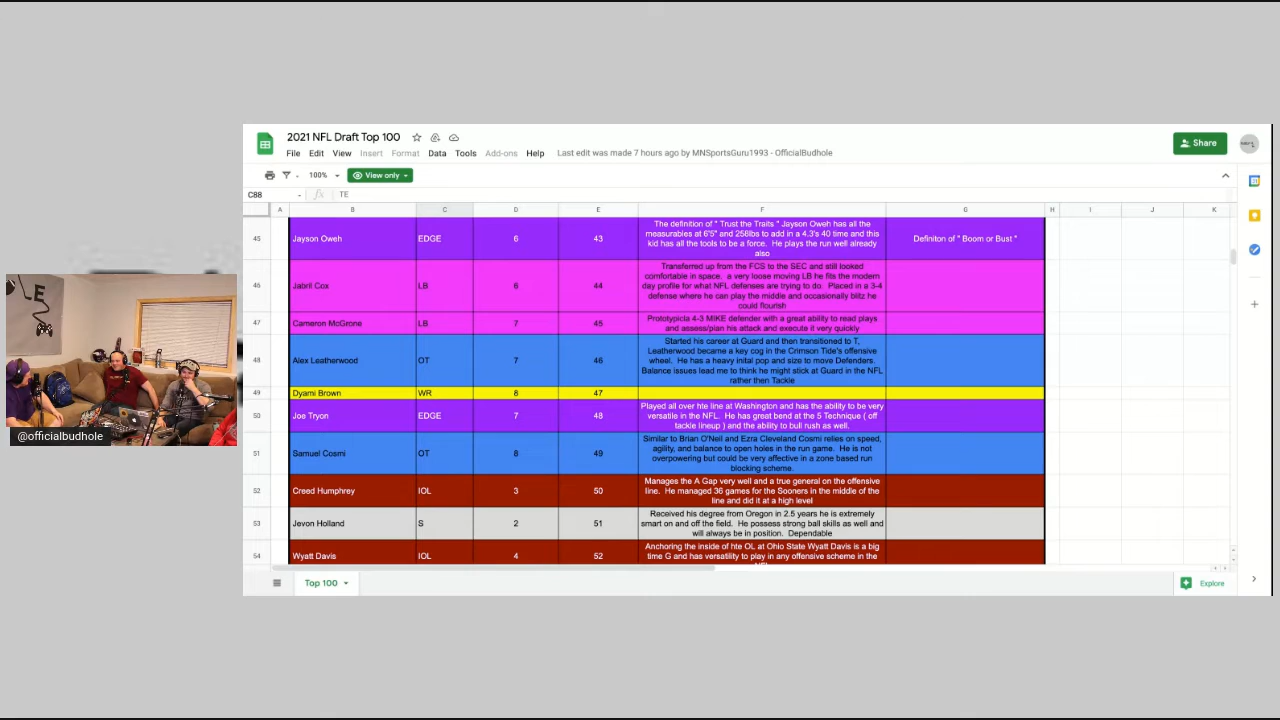 2021 NFL Draft Top 100
File Edit View Insert Format Data Tools Add-ons Help Last edit was made 7 hours ago by MNSportsGuru1993 - OfficialBudhole
Share
100% View only
C88 fx TE
A B C D E F G H I J K
45 Jayson Oweh EDGE 6 43
The definition of " Trust the Traits " Jayson Oweh has all the
measurables at 6'5" and 258lbs to add in a 4.3's 40 time and this
kid has all the tools to be a force. He plays the run well already
also
Definiton of " Boom or Bust "
46 Jabril Cox LB 6 44
Transferred up from the FCS to the SEC and still looked
comfortable in space. a very loose moving LB he fits the modern
day profile for what NFL defenses are trying to do Placed in a 3-4
defense where he can play the middle and occasionally blitz he
could flourish
47 Cameron McGrone LB 7 45
Prototypicla 4-3 MIKE defender with a great ability to read plays
and assess/plan his attack and execute it very quickly
48 Alex Leatherwood OT 7 46
Started his career at Guard and then transitioned to T,
Leatherwood became a key cog in the Crimson Tide's offensive
wheel. He has a heavy inital pop and size to move Defenders.
Balance issues lead me to think he might stick at Guard in the NFL
rather then Tackle
49 Dyami Brown WR 8 47
50 Joe Tryon EDGE 7 48
Played all over hte line at Washington and has the ability to be very
versatile in the NFL. He has great bend at the 5 Technique ( off
tackle lineup ) and the ability to bull rush as well.
51 Samuel Cosmi OT 8 49
Similar to Brian O'Neil and Ezra Cleveland Cosmi relies on speed,
agility, and balance to open holes in the run game. He is not
overpowering but could be very affective in a zone based run
blocking scheme.
52 Creed Humphrey IOL 3 50
Manages the A Gap very well and a true general on the offensive
line. He managed 36 games for the Sooners in the middle of the
line and did it at a high level
53 Jevon Holland S 2 51
Received his degree from Oregon in 2.5 years he is extremely
smart on and off the field. He possess strong ball skills as well and
will always be in position. Dependable
54 Wyatt Davis IOL 4 52
Anchoring the inside of hte OL at Ohio State Wyatt Davis is a big
time G and has versatility to play in any offensive scheme in the
Top 100
Explore
E
@officialbudhole